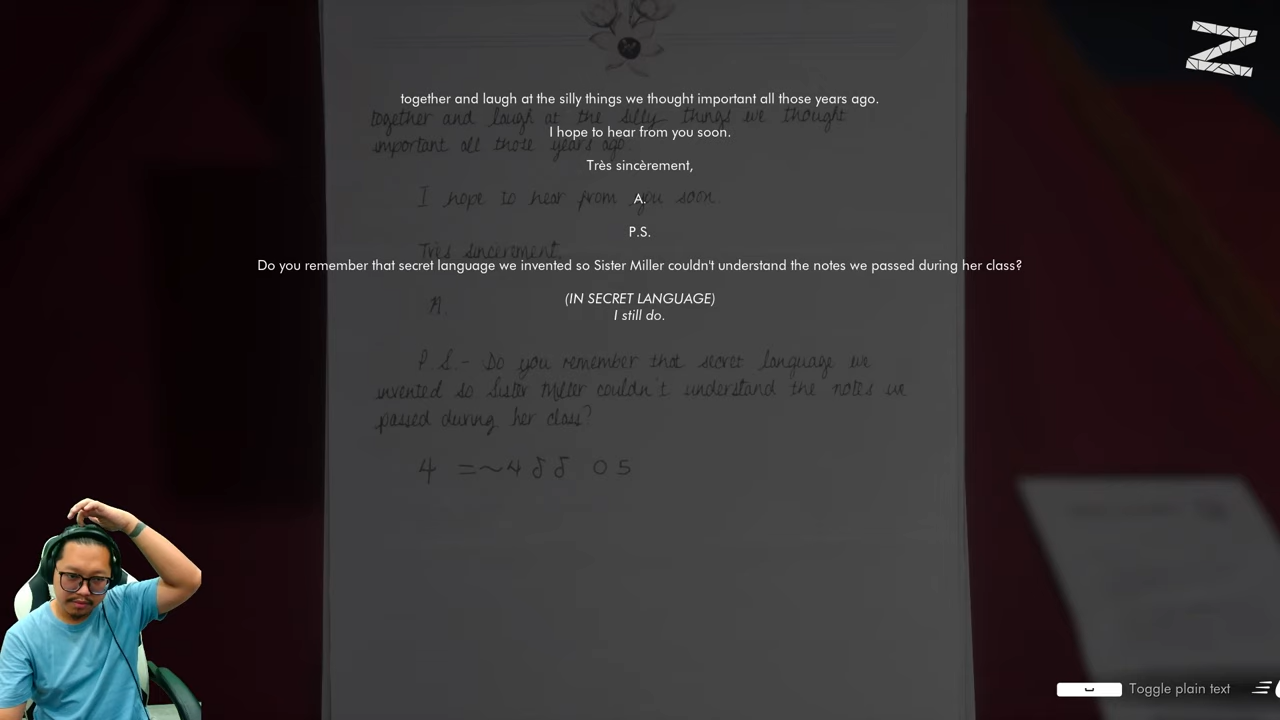 together and laugh at the silly things we thought important all those years ago.
together and laugh at the silly things we thought
I hope to hear from you soon.
important all those years ago.
Très sincèrement,
I hope to hear from you soon.
A.
P.S.
Très sincèrement,
Do you remember that secret language we invented so Sister Miller couldn't understand the notes we passed during her class?
(IN SECRET LANGUAGE)
A.
I still do.
P.S.- Do you remember that secret language we
invented so Sister Miller couldn't understand the notes we
passed during her class?
4 =~4 δ δ 0 5
Z
Toggle plain text